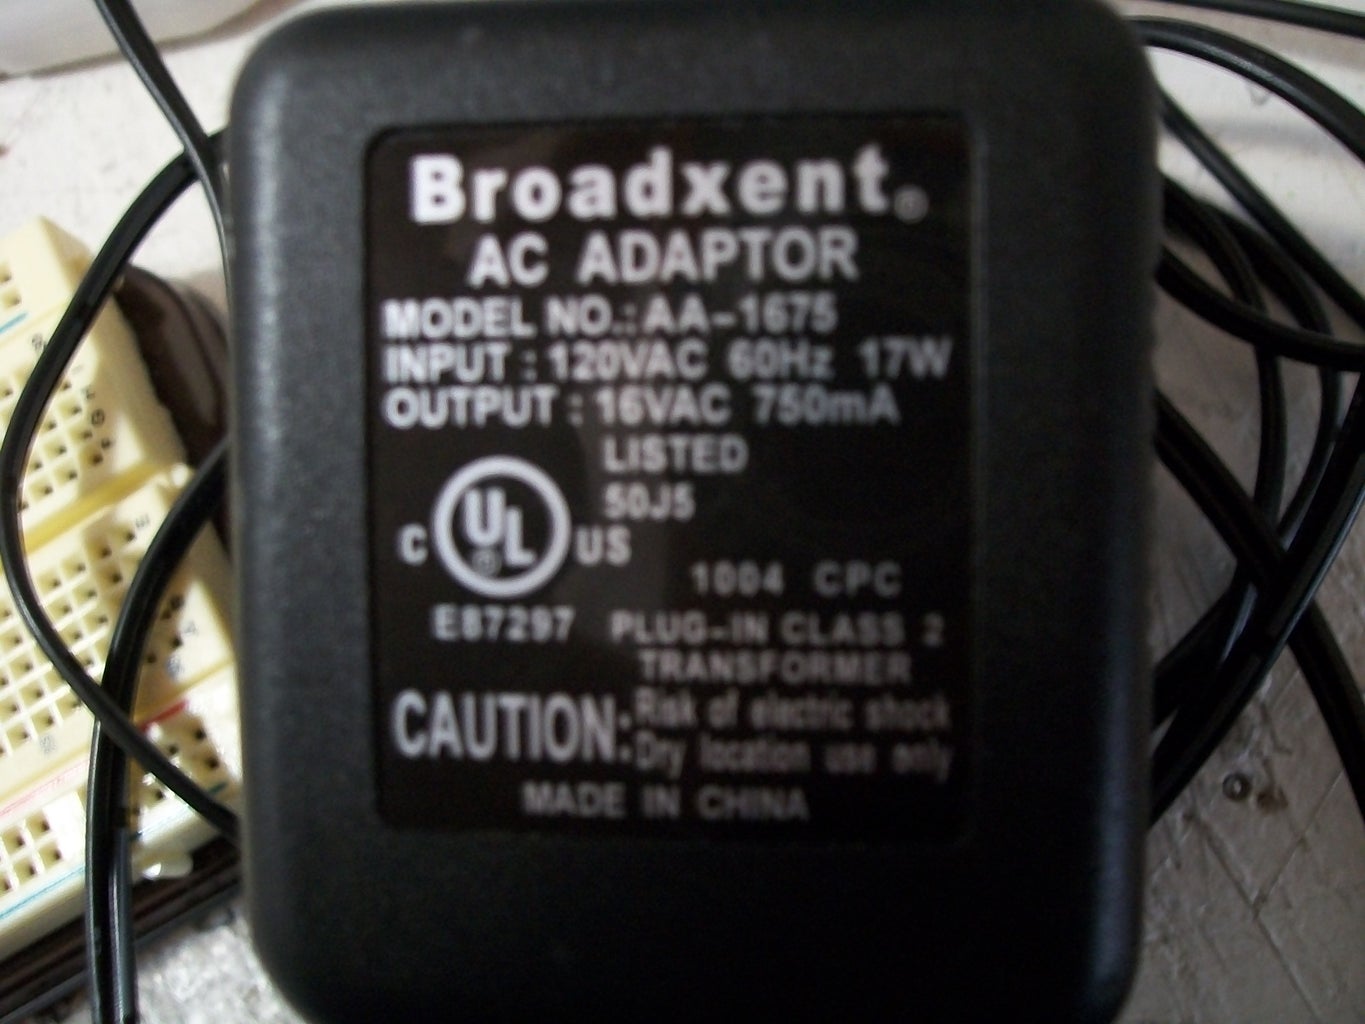 Broadxent®
AC ADAPTOR
MODEL NO.:AA-1675
INPUT : 120VAC 60Hz 17W
OUTPUT : 16VAC 750mA
LISTED
50J5
C UL® US
1004 CPC
E87297 PLUG-IN CLASS 2
TRANSFORMER
CAUTION: Risk of electric shock
Dry location use only
MADE IN CHINA